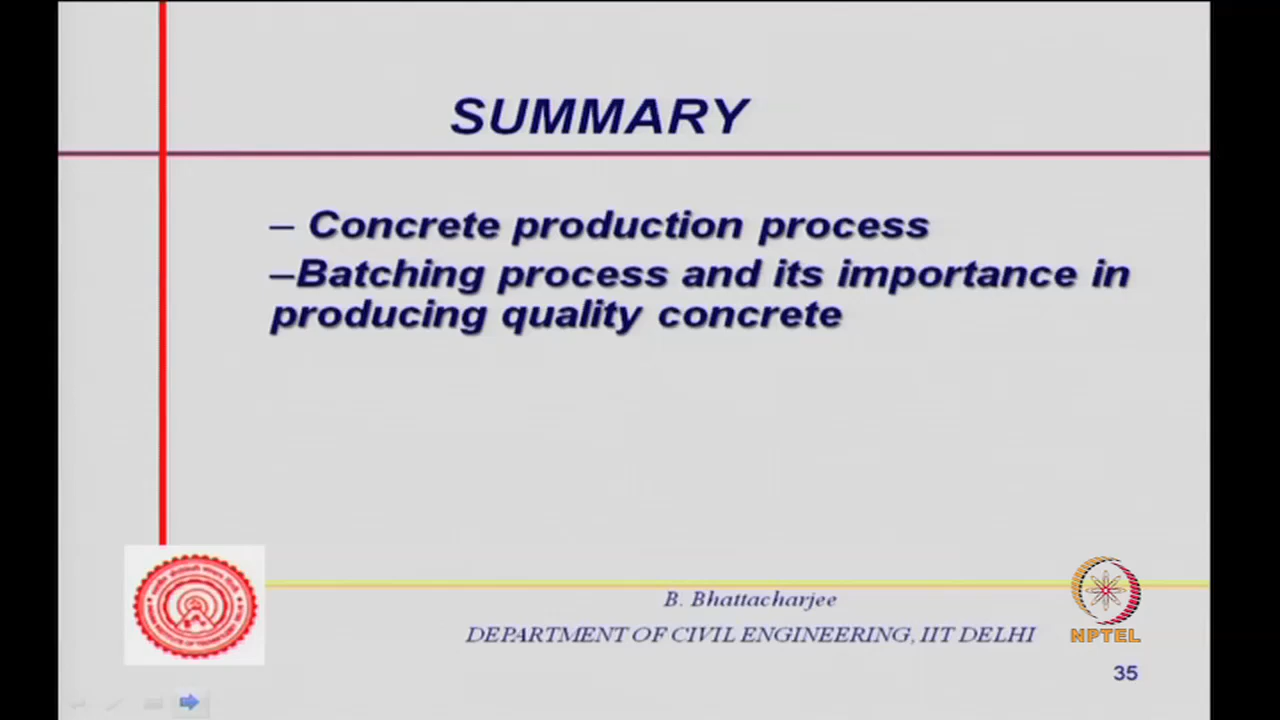 SUMMARY
– Concrete production process
–Batching process and its importance in
producing quality concrete
B. Bhattacharjee
DEPARTMENT OF CIVIL ENGINEERING, IIT DELHI
NPTEL
35